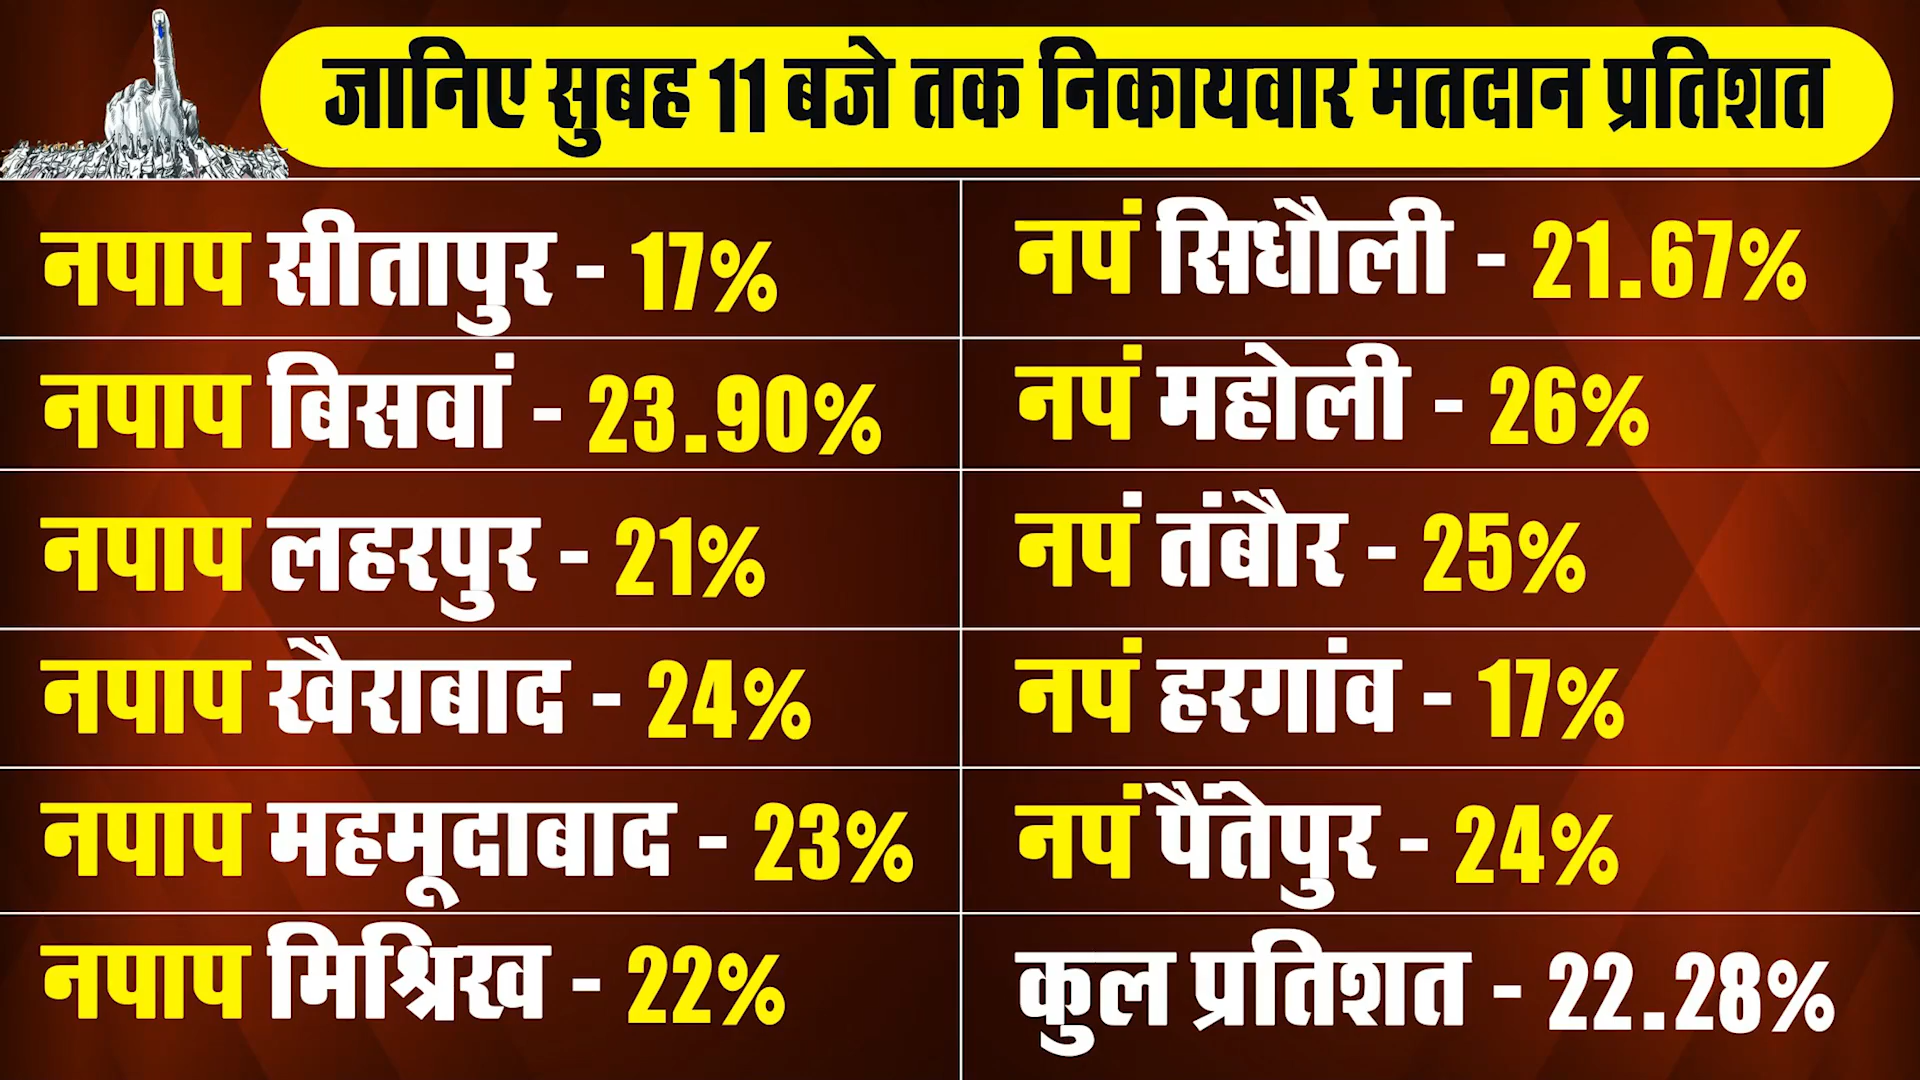 जानिए सुबह 11 बजे तक निकायवार मतदान प्रतिशत
नपाप सीतापुर - 17%
नपाप बिसवां - 23.90%
नपाप लहरपुर - 21%
नपाप खैराबाद - 24%
नपाप महमूदाबाद - 23%
नपाप मिश्रिख - 22%
नपं सिधौली - 21.67%
नपं महोली - 26%
नपं तंबौर - 25%
नपं हरगांव - 17%
नपं पैंतेपुर - 24%
कुल प्रतिशत - 22.28%